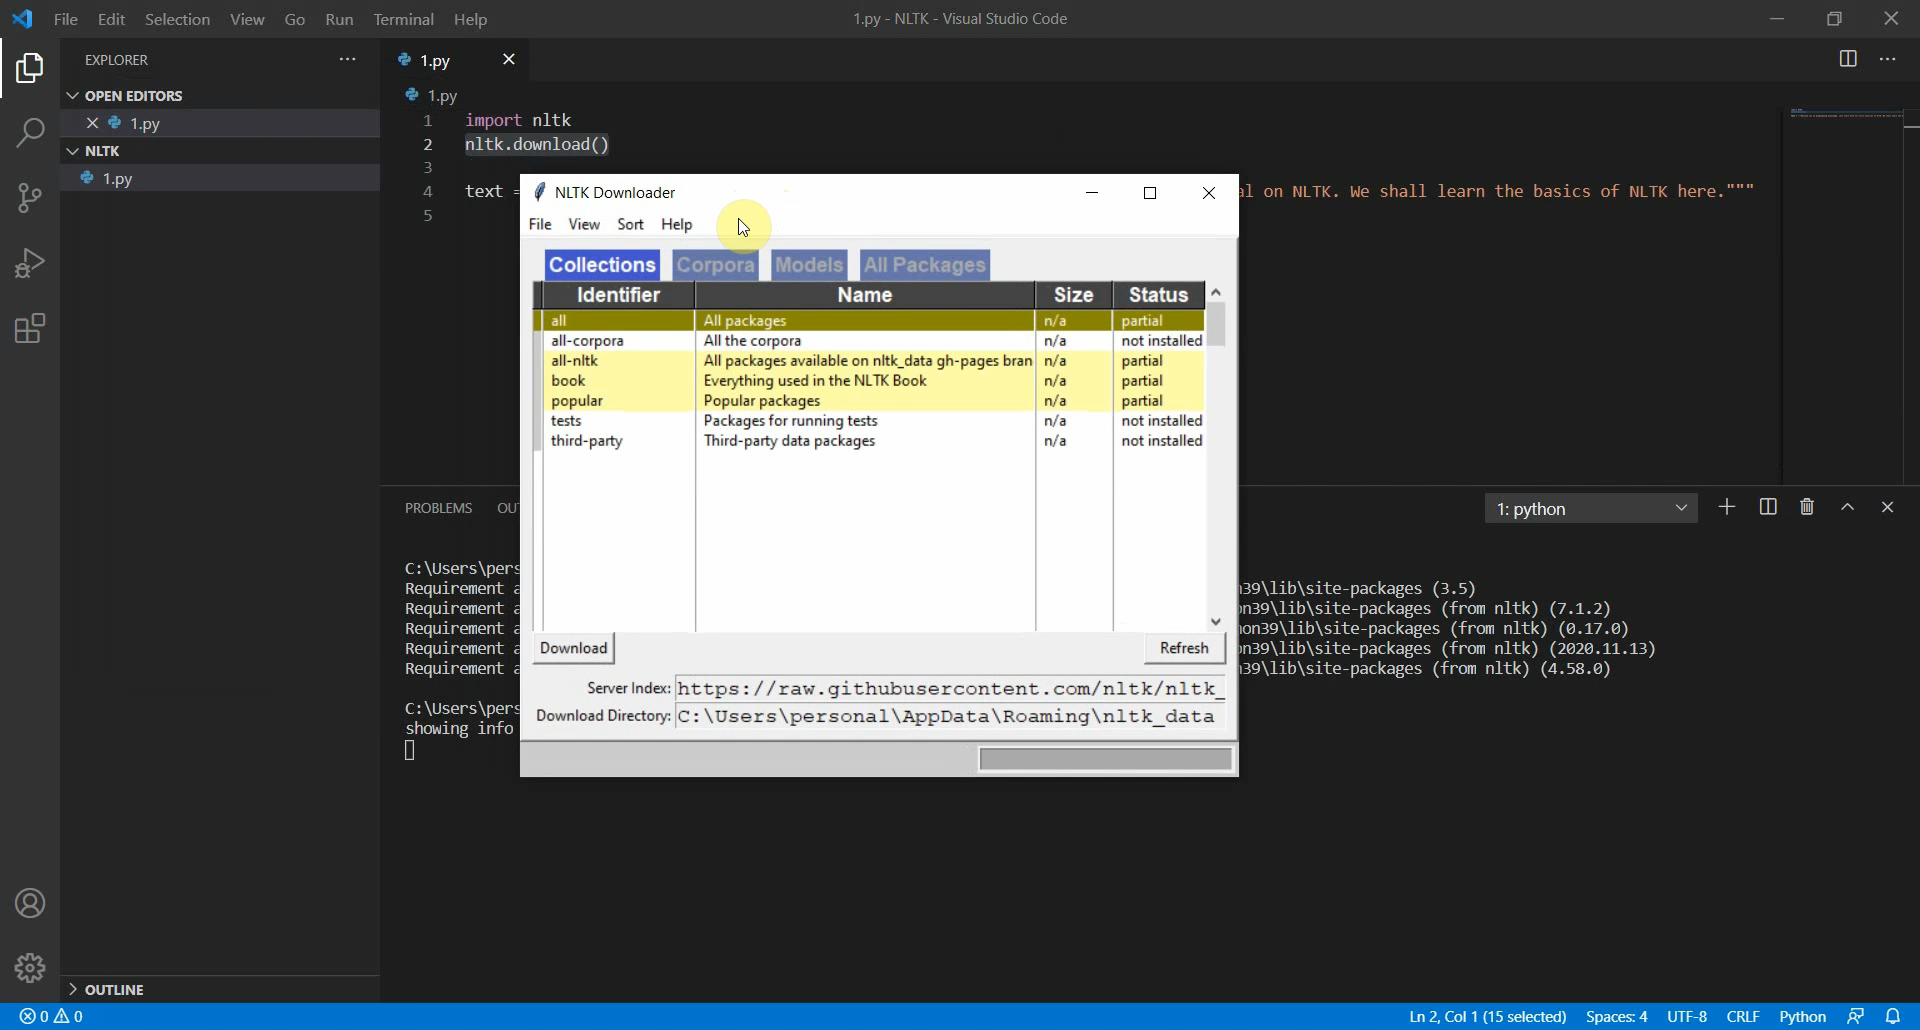 File Edit Selection View Go Run Terminal Help
1.py - NLTK - Visual Studio Code
EXPLORER
1.py
OPEN EDITORS
1.py
NLTK
1.py
OUTLINE
1.py
1 import nltk
2 nltk.download()
3
4 text = al on NLTK. We shall learn the basics of NLTK here."""
5
NLTK Downloader
File View Sort Help
Collections Corpora Models All Packages
Identifier Name Size Status
all All packages n/a partial
all-corpora All the corpora n/a not installed
all-nltk All packages available on nltk_data gh-pages bran n/a partial
book Everything used in the NLTK Book n/a partial
popular Popular packages n/a partial
tests Packages for running tests n/a not installed
third-party Third-party data packages n/a not installed
Download Refresh
Server Index: https://raw.githubusercontent.com/nltk/nltk_
Download Directory: C:\Users\personal\AppData\Roaming\nltk_data
PROBLEMS OU
1: python
C:\Users\pers
Requirement a n39\lib\site-packages (3.5)
Requirement a on39\lib\site-packages (from nltk) (7.1.2)
Requirement a hon39\lib\site-packages (from nltk) (0.17.0)
Requirement a on39\lib\site-packages (from nltk) (2020.11.13)
Requirement a n39\lib\site-packages (from nltk) (4.58.0)
C:\Users\pers
showing info
0 0
Ln 2, Col 1 (15 selected) Spaces: 4 UTF-8 CRLF Python